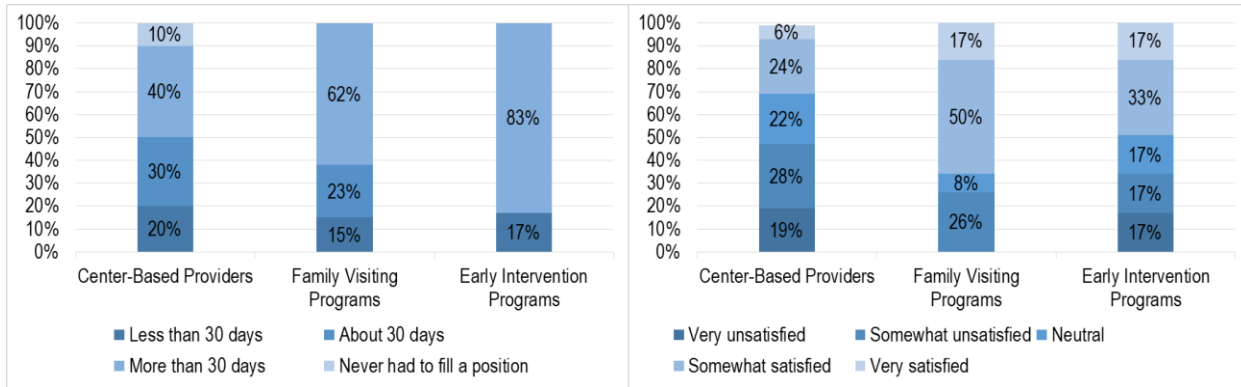 100%
90%
80%
70%
60%
50%
40%
30%
20%
10%
0%
10%
40%
30%
20%
62%
23%
15%
83%
17%
Center-Based Providers
Family Visiting
Programs
Early Intervention
Programs
Less than 30 days
About 30 days
More than 30 days
Never had to fill a position
100%
90%
80%
70%
60%
50%
40%
30%
20%
10%
0%
6%
24%
22%
28%
19%
17%
50%
8%
26%
17%
33%
17%
17%
17%
Center-Based Providers
Family Visiting
Programs
Early Intervention
Programs
Very unsatisfied
Somewhat unsatisfied
Neutral
Somewhat satisfied
Very satisfied